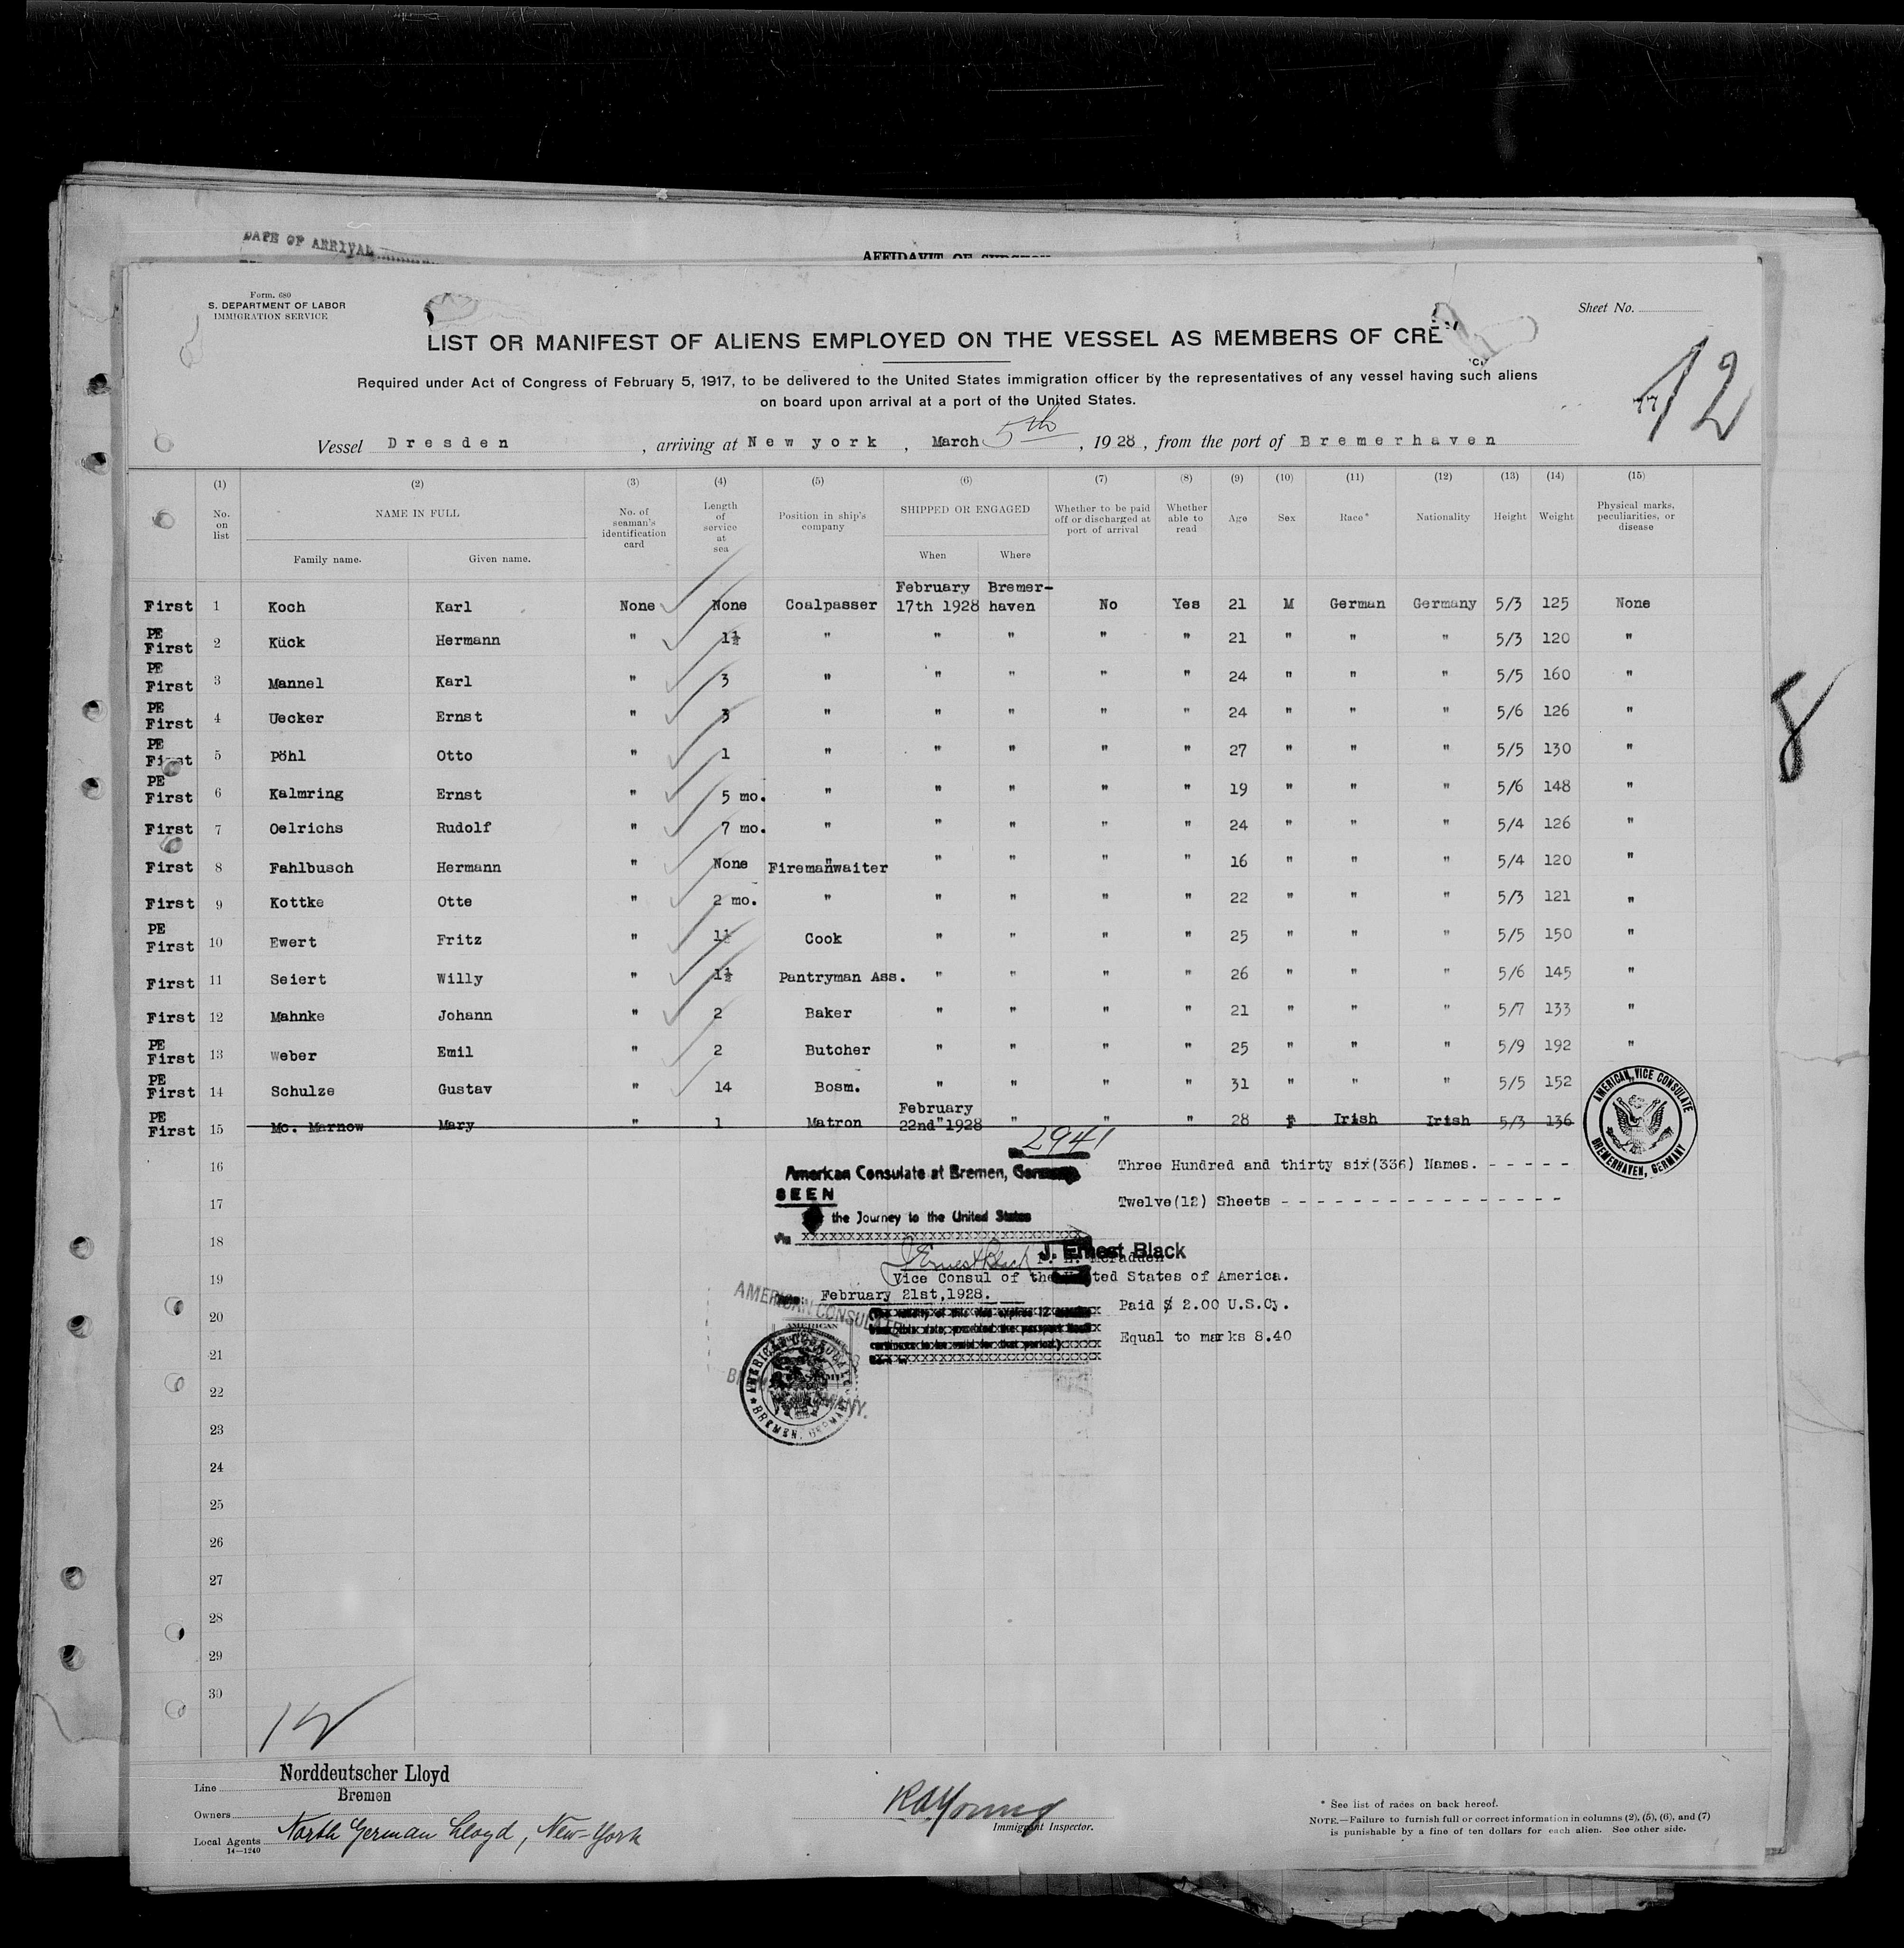 DATE OF ARRIVAL
Form. 680
S. DEPARTMENT OF LABOR
IMMIGRATION SERVICE
Sheet No.
LIST OR MANIFEST OF ALIENS EMPLOYED ON THE VESSEL AS MEMBERS OF CRE
Required under Act of Congress of February 5, 1917, to be delivered to the United States immigration officer by the representatives of any vessel having such aliens
on board upon arrival at a port of the United States.
12
Vessel Dresden, arriving at New york, March 5th, 1928, from the port of Bremerhaven
(1) (2) (3) (4) (5) (6) (7) (8) (9) (10) (11) (12) (13) (14) (15)
No. on list NAME IN FULL Family name. Given name. No. of seaman's identification card Length of service at sea Position in ship's company SHIPPED OR ENGAGED When Where Whether to be paid off or discharged at port of arrival Whether able to read Age Sex Race* Nationality Height Weight Physical marks, peculiarities, or disease
First 1 Koch Karl None None Coalpasser February 17th 1928 Bremer-haven No Yes 21 M German Germany 5/3 125 None
PE First 2 Kück Hermann " 1½ " " " " " 21 " " " 5/3 120 "
PE First 3 Mannel Karl " 3 " " " " " 24 " " " 5/5 160 "
PE First 4 Uecker Ernst " 3 " " " " " 24 " " " 5/6 126 "
PE First 5 Pöhl Otto " 1 " " " " " 27 " " " 5/5 130 "
PE First 6 Kalmring Ernst " 5 mo. " " " " " 19 " " " 5/6 148 "
First 7 Oelrichs Rudolf " 7 mo. " " " " " 24 " " " 5/4 126 "
First 8 Fahlbusch Hermann " None Firemanwaiter " " " " 16 " " " 5/4 120 "
First 9 Kottke Otte " 2 mo. " " " " " 22 " " " 5/3 121 "
PE First 10 Ewert Fritz " 1½ Cook " " " " 25 " " " 5/5 150 "
First 11 Seiert Willy " 1½ Pantryman Ass. " " " " 26 " " " 5/6 145 "
First 12 Mahnke Johann " 2 Baker " " " " 21 " " " 5/7 133 "
PE First 13 Weber Emil " 2 Butcher " " " " 25 " " " 5/9 192 "
PE First 14 Schulze Gustav " 14 Bosm. " " " " 31 " " " 5/5 152
PE First 15 Mc. Marnow Mary " 1 Matron February 22nd 1928 " " " 28 f Irish Irish 5/3 136
AMERICAN VICE CONSULATE
BREMERHAVEN, GERMANY
2941
16
American Consulate at Bremen, Germany
Three Hundred and thirty six(336) Names. - - - - -
SEEN
17
Twelve(12) Sheets - - - - - - - - - - - - - - - - -
the Journey to the United States
18
Via
J. Ernest Black
19
Vice Consul of the United States of America.
February 21st,1928.
20
Paid $ 2.00 U.S.Cy.
Equal to marks 8.40
21
AMERICAN CONSULATE
BREMEN, GERMANY
22
23
24
25
26
27
28
29
30
8
Line Norddeutscher Lloyd
Bremen
Owners
Local Agents North German Lloyd, New-York
14—1240
RAYoung
Immigrant Inspector.
* See list of races on back hereof.
NOTE.—Failure to furnish full or correct information in columns (2), (5), (6), and (7)
is punishable by a fine of ten dollars for each alien. See other side.